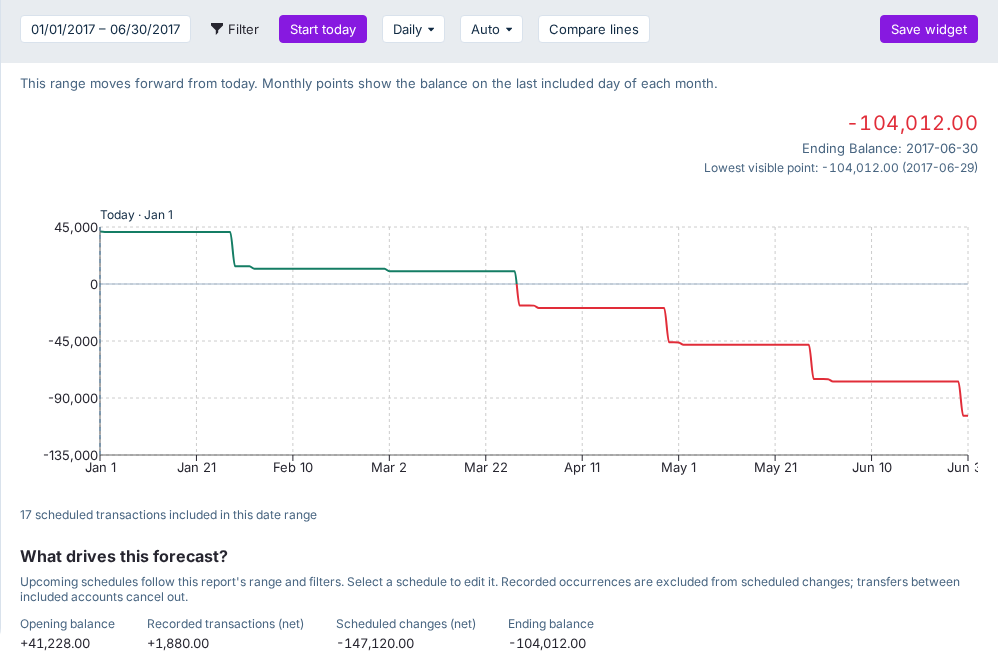 01/01/2017 – 06/30/2017 Filter Start today Daily Auto Compare lines Save widget
This range moves forward from today. Monthly points show the balance on the last included day of each month.
-104,012.00
Ending Balance: 2017-06-30
Lowest visible point: -104,012.00 (2017-06-29)
Today · Jan 1
45,000
0
-45,000
-90,000
-135,000
Jan 1 Jan 21 Feb 10 Mar 2 Mar 22 Apr 11 May 1 May 21 Jun 10 Jun 3
17 scheduled transactions included in this date range
What drives this forecast?
Upcoming schedules follow this report's range and filters. Select a schedule to edit it. Recorded occurrences are excluded from scheduled changes; transfers between
included accounts cancel out.
Opening balance Recorded transactions (net) Scheduled changes (net) Ending balance
+41,228.00 +1,880.00 -147,120.00 -104,012.00